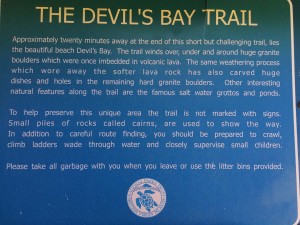 THE DEVIL'S BAY TRAIL
Approximately twenty minutes away at the end of this short but challenging trail, lies
the beautiful beach Devil's Bay. The trail winds over, under and around huge granite
boulders which were once imbedded in volcanic lava. The same weathering process
which wore away the softer lava rock has also carved huge
dishes and holes in the remaining hard granite boulders. Other interesting
natural features along the trail are the famous salt water grottos and ponds.
To help preserve this unique area the trail is not marked with signs.
Small piles of rocks called cairns, are used to show the way.
In addition to careful route finding, you should be prepared to crawl,
climb ladders wade through water and closely supervise small children.
Please take all garbage with you when you leave or use the litter bins provided.